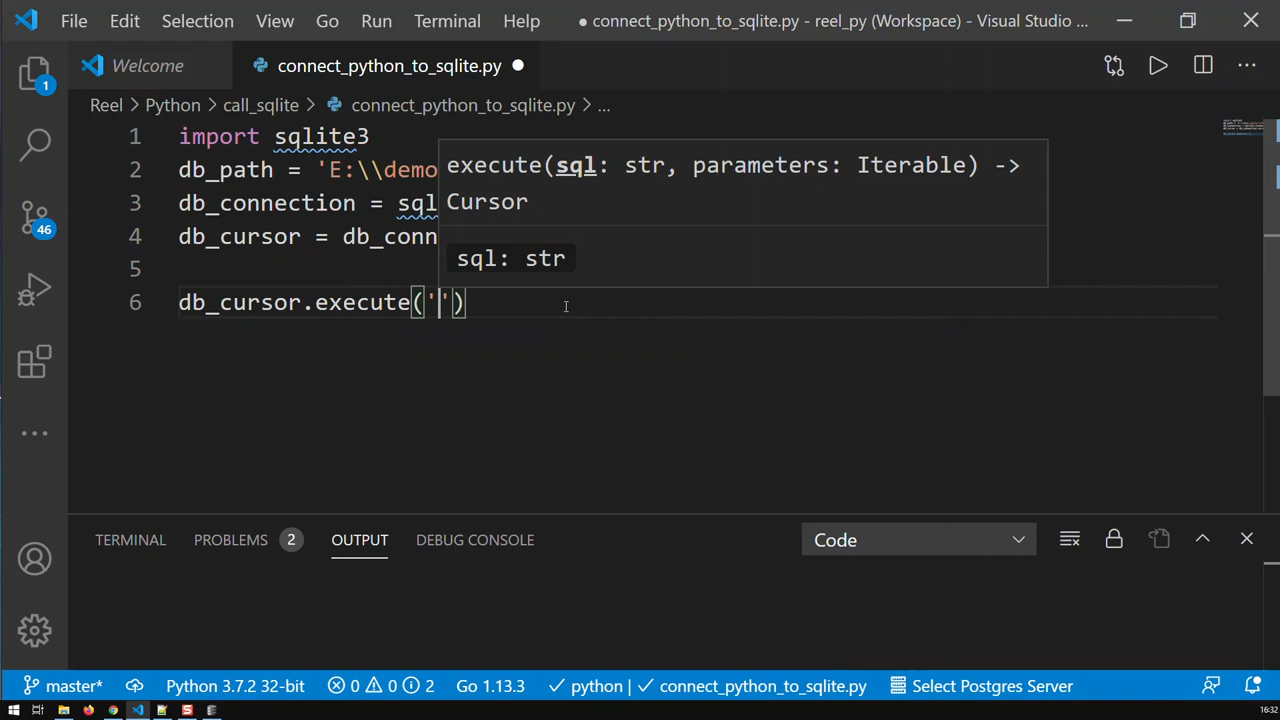 File Edit Selection View Go Run Terminal Help ● connect_python_to_sqlite.py - reel_py (Workspace) - Visual Studio ...
Welcome connect_python_to_sqlite.py
Reel > Python > call_sqlite > connect_python_to_sqlite.py > ...
1 import sqlite3
2 db_path = 'E:\\demo
3 db_connection = sql
4 db_cursor = db_conn
5
6 db_cursor.execute('')
execute(sql: str, parameters: Iterable) ->
Cursor
sql: str
1
46
TERMINAL PROBLEMS 2 OUTPUT DEBUG CONSOLE Code
master* Python 3.7.2 32-bit 0 0 2 Go 1.13.3 python | connect_python_to_sqlite.py Select Postgres Server
16:32